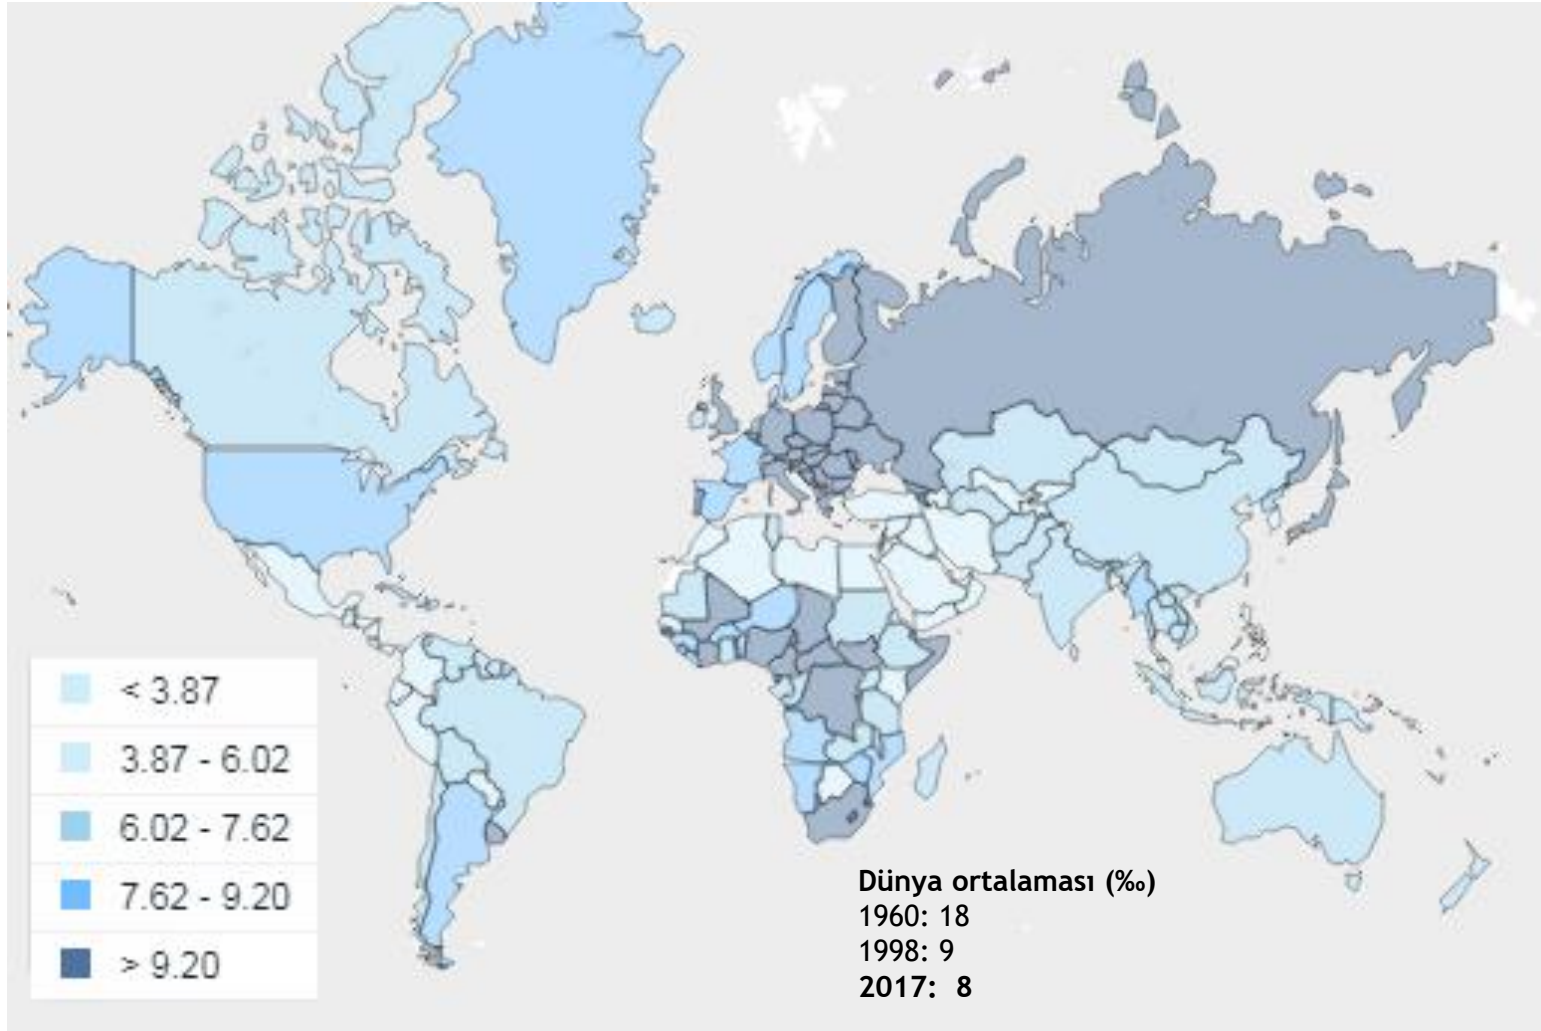 < 3.87
3.87 - 6.02
6.02 - 7.62
7.62 - 9.20
> 9.20
Dünya ortalaması (‰)
1960: 18
1998: 9
2017: 8